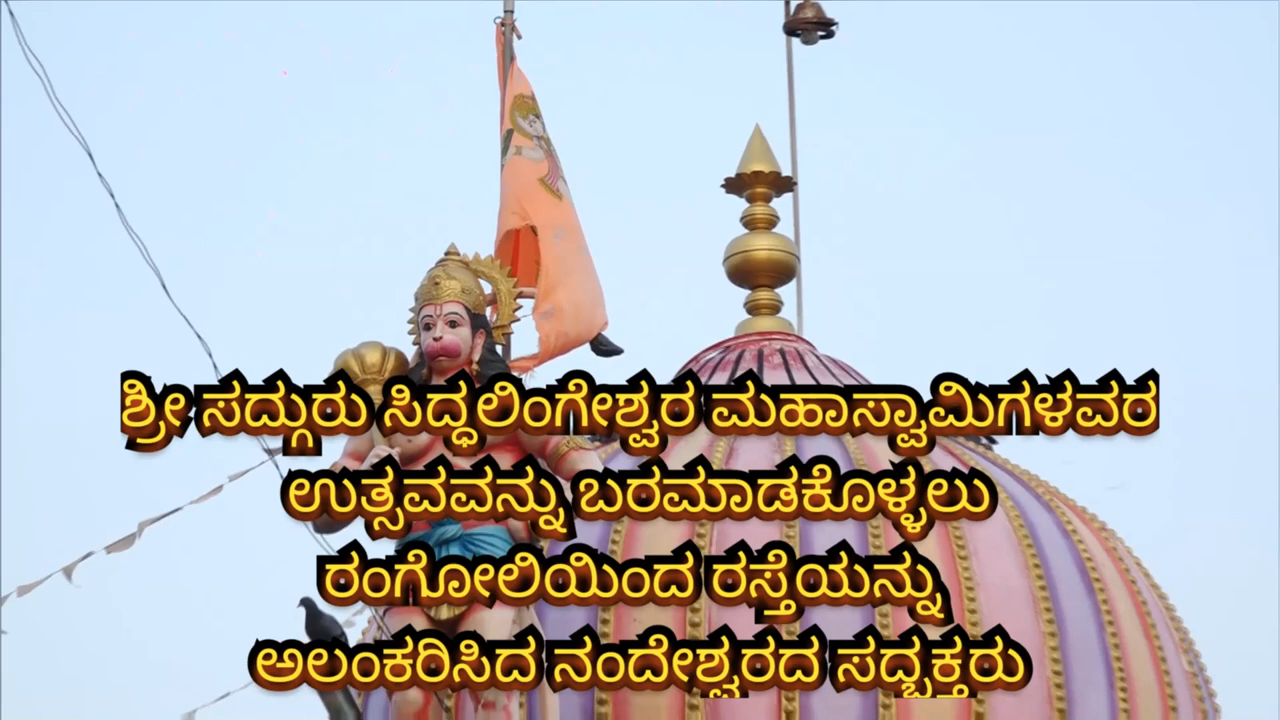 ಶ್ರೀ ಸದ್ಗುರು ಸಿದ್ಧಲಿಂಗೇಶ್ವರ ಮಹಾಸ್ವಾಮಿಗಳವರ
ಉತ್ಸವವನ್ನು ಬರಮಾಡಕೊಳ್ಳಲು
ರಂಗೋಲಿಯಿಂದ ರಸ್ತೆಯನ್ನು
ಅಲಂಕರಿಸಿದ ನಂದೇಶ್ವರದ ಸದ್ಭಕ್ತರು